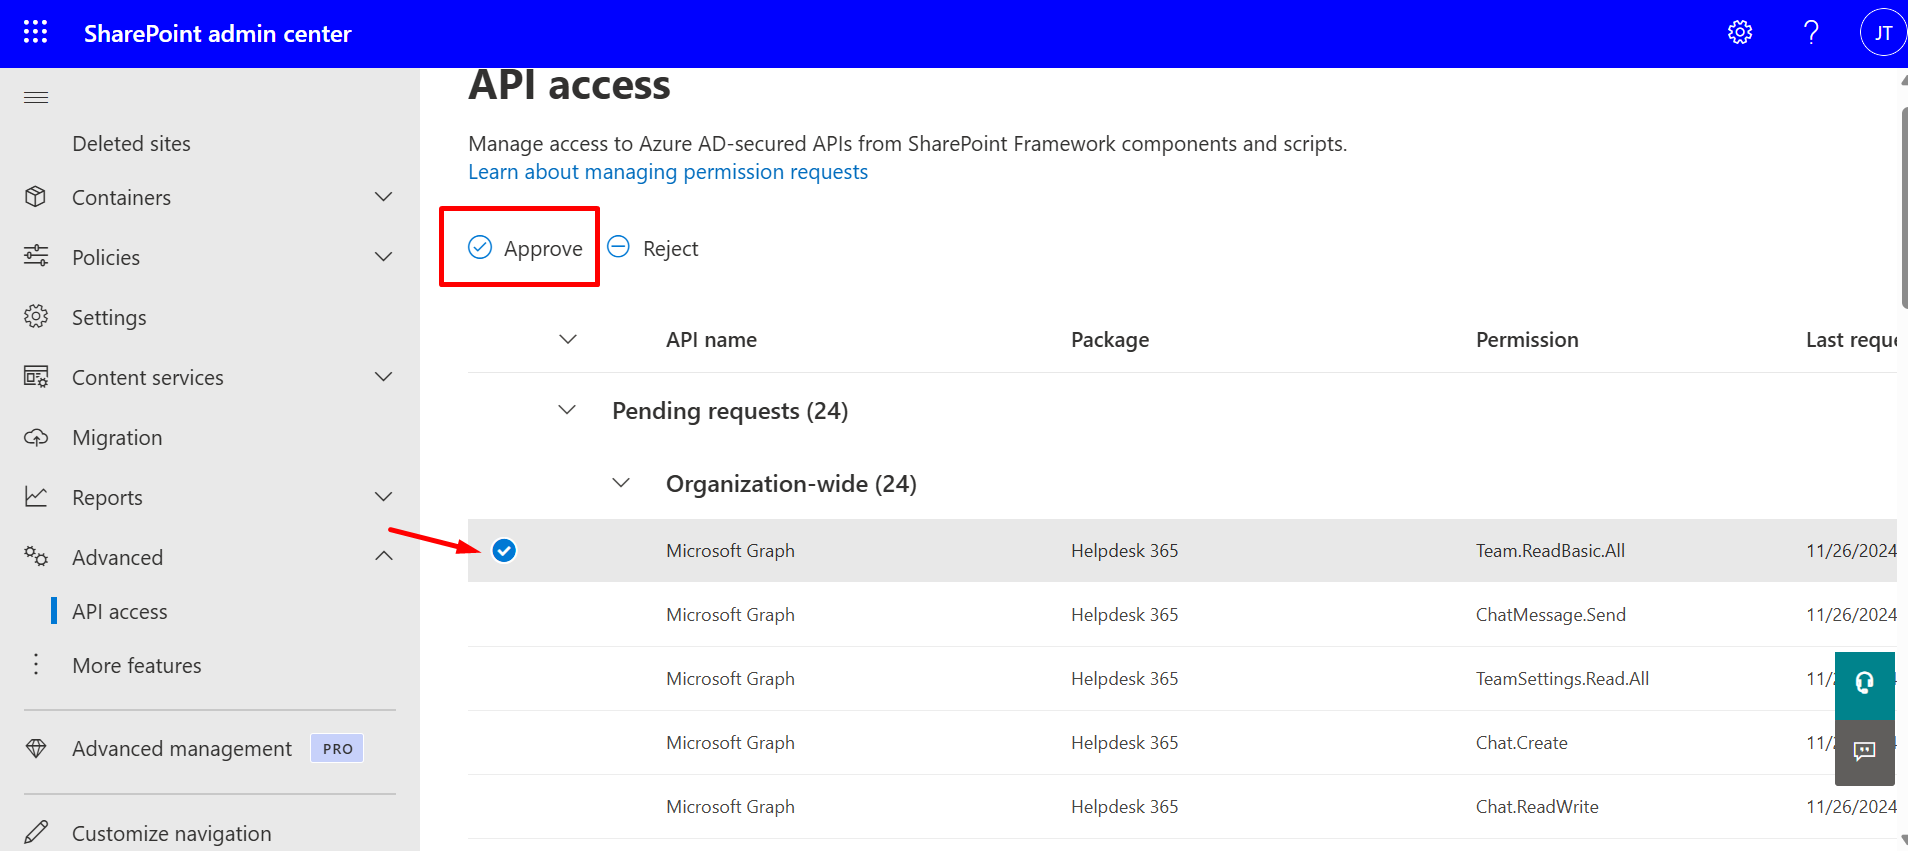 SharePoint admin center
?
JT
Deleted sites
Containers
Policies
Settings
Content services
Migration
Reports
Advanced
API access
More features
Advanced management PRO
Customize navigation
API access
Manage access to Azure AD-secured APIs from SharePoint Framework components and scripts.
Learn about managing permission requests
Approve Reject
API name Package Permission Last reque
Pending requests (24)
Organization-wide (24)
Microsoft Graph Helpdesk 365 Team.ReadBasic.All 11/26/2024
Microsoft Graph Helpdesk 365 ChatMessage.Send 11/26/2024
Microsoft Graph Helpdesk 365 TeamSettings.Read.All 11/
Microsoft Graph Helpdesk 365 Chat.Create 11/
Microsoft Graph Helpdesk 365 Chat.ReadWrite 11/26/2024